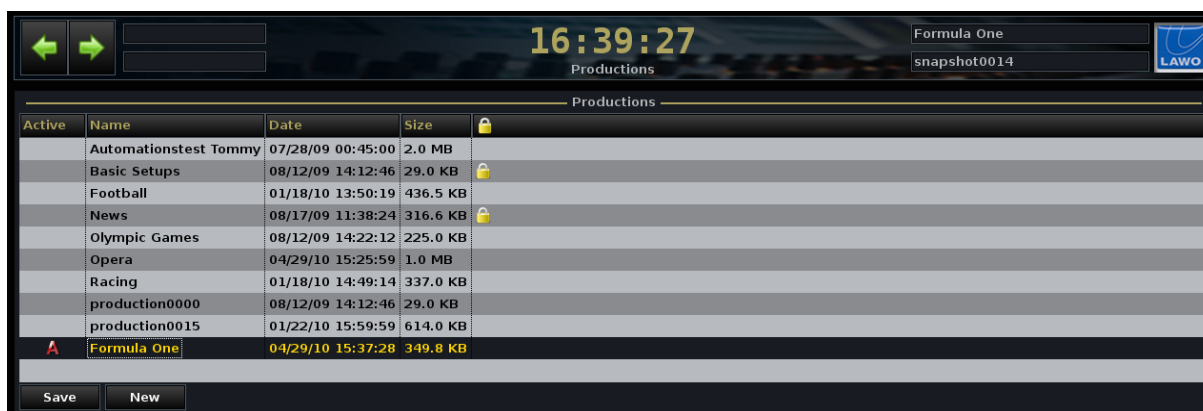 16:39:27
Productions
Formula One
snapshot0014
LAWO
Productions
Active Name Date Size
Automationstest Tommy 07/28/09 00:45:00 2.0 MB
Basic Setups 08/12/09 14:12:46 29.0 KB
Football 01/18/10 13:50:19 436.5 KB
News 08/17/09 11:38:24 316.6 KB
Olympic Games 08/12/09 14:22:12 225.0 KB
Opera 04/29/10 15:25:59 1.0 MB
Racing 01/18/10 14:49:14 337.0 KB
production0000 08/12/09 14:12:46 29.0 KB
production0015 01/22/10 15:59:59 614.0 KB
A Formula One 04/29/10 15:37:28 349.8 KB
Save New